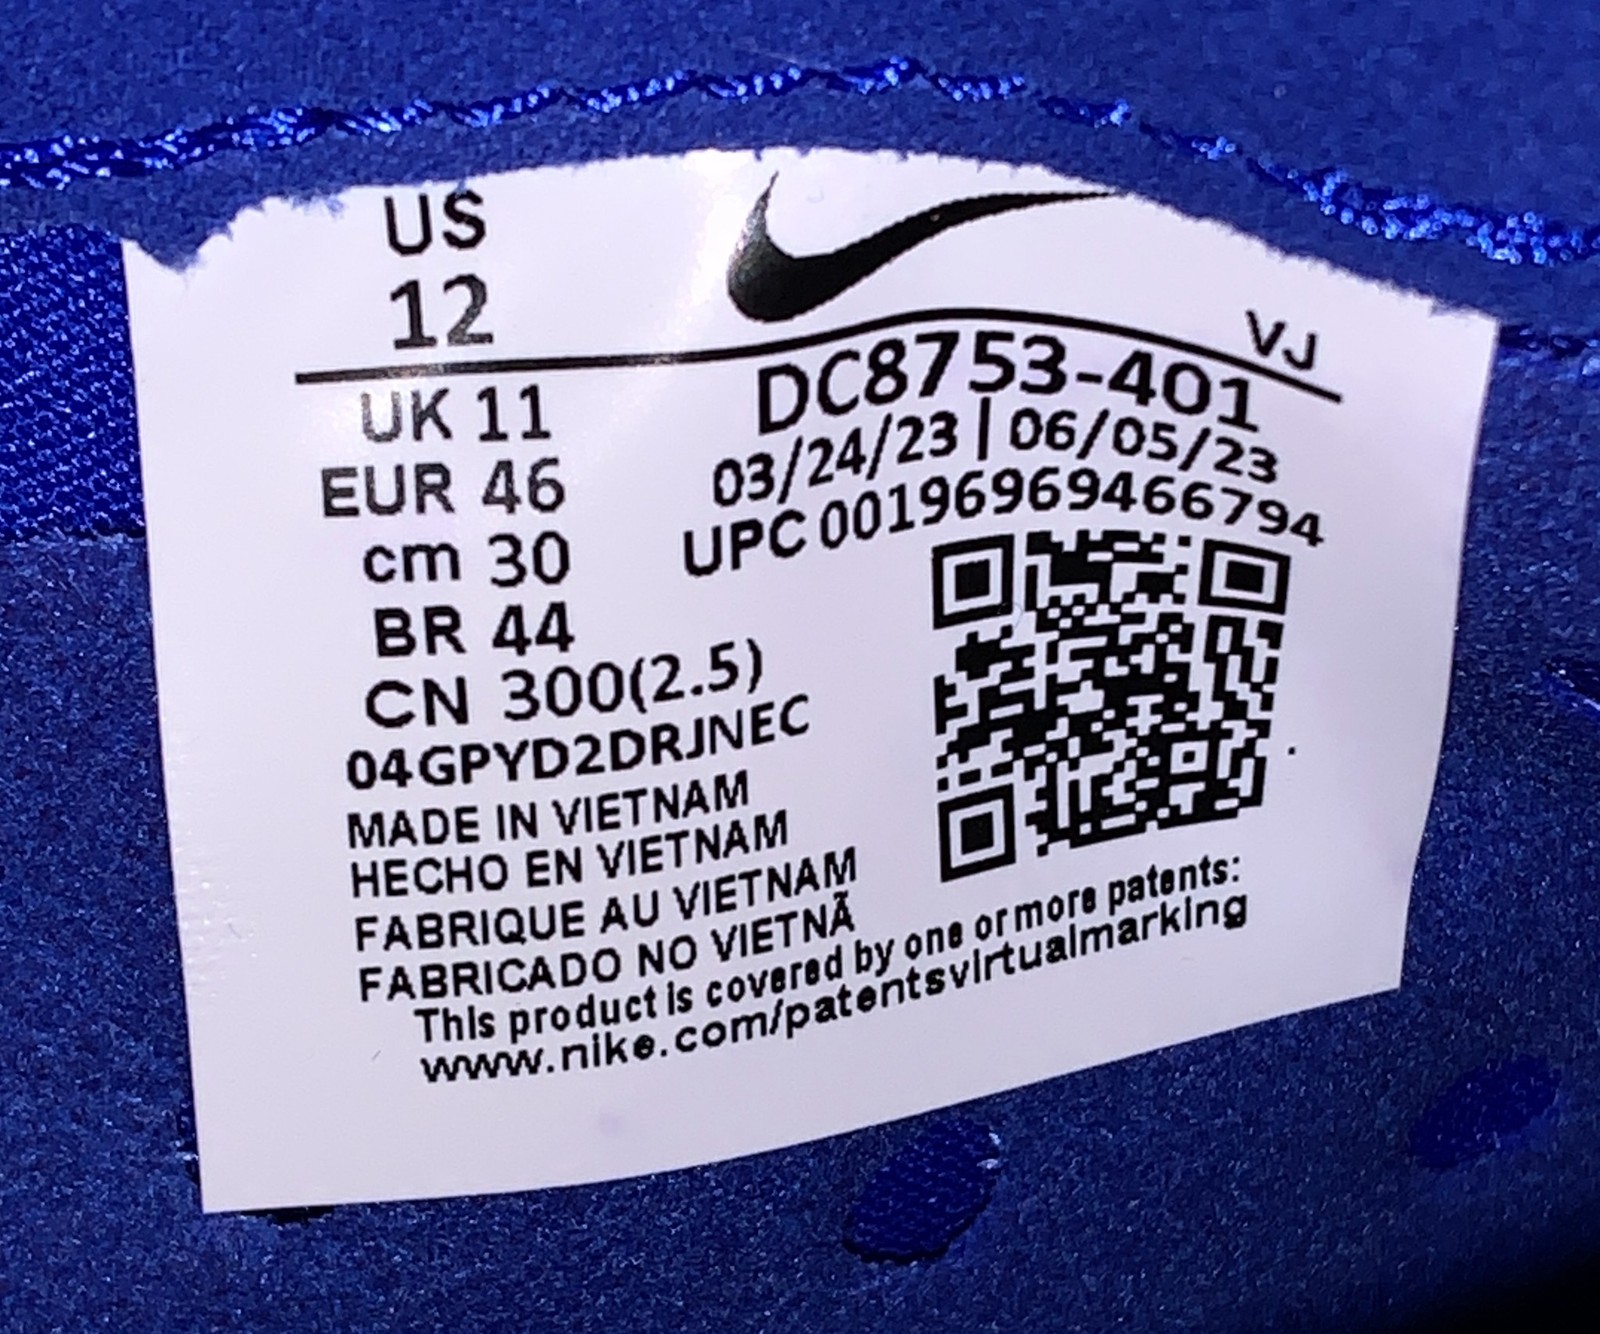 US
12
VJ
UK 11
EUR 46
cm 30
BR 44
CN 300(2.5)
04GPYD2DRJNEC
MADE IN VIETNAM
HECHO EN VIETNAM
FABRIQUE AU VIETNAM
FABRICADO NO VIETNÃ
DC8753-401
03/24/23 | 06/05/23
UPC 00196969466794
This product is covered by one or more patents:
www.nike.com/patentsvirtualmarking